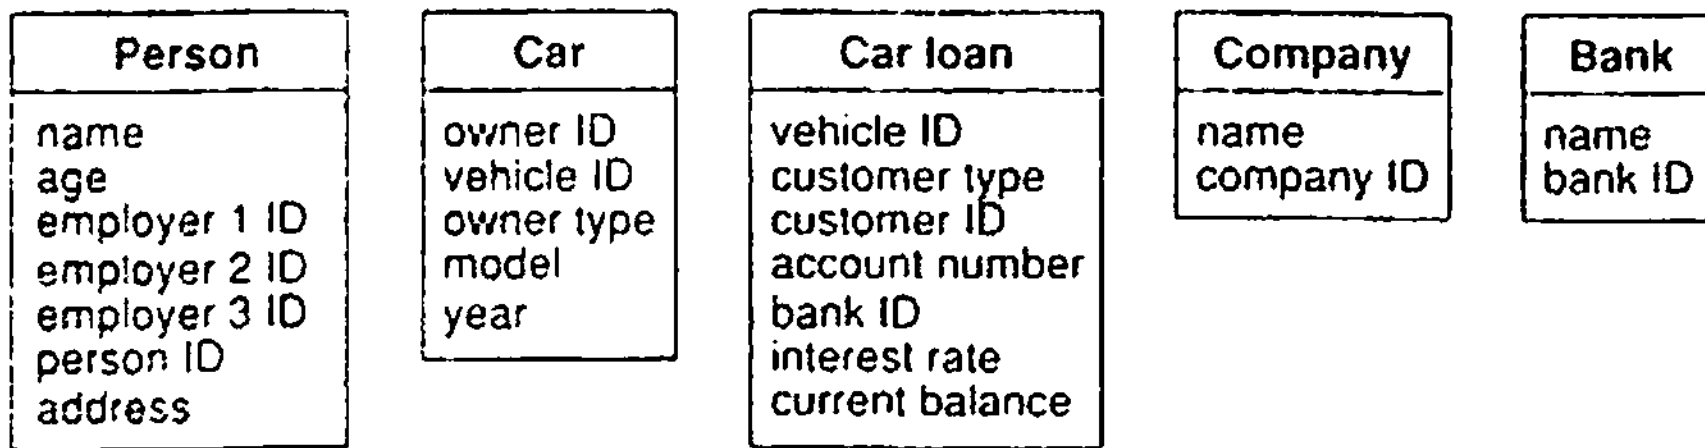 Person
name
age
employer 1 ID
employer 2 ID
employer 3 ID
person ID
address
Car
owner ID
vehicle ID
owner type
model
year
Car loan
vehicle ID
customer type
customer ID
account number
bank ID
interest rate
current balance
Company
name
company ID
Bank
name
bank ID